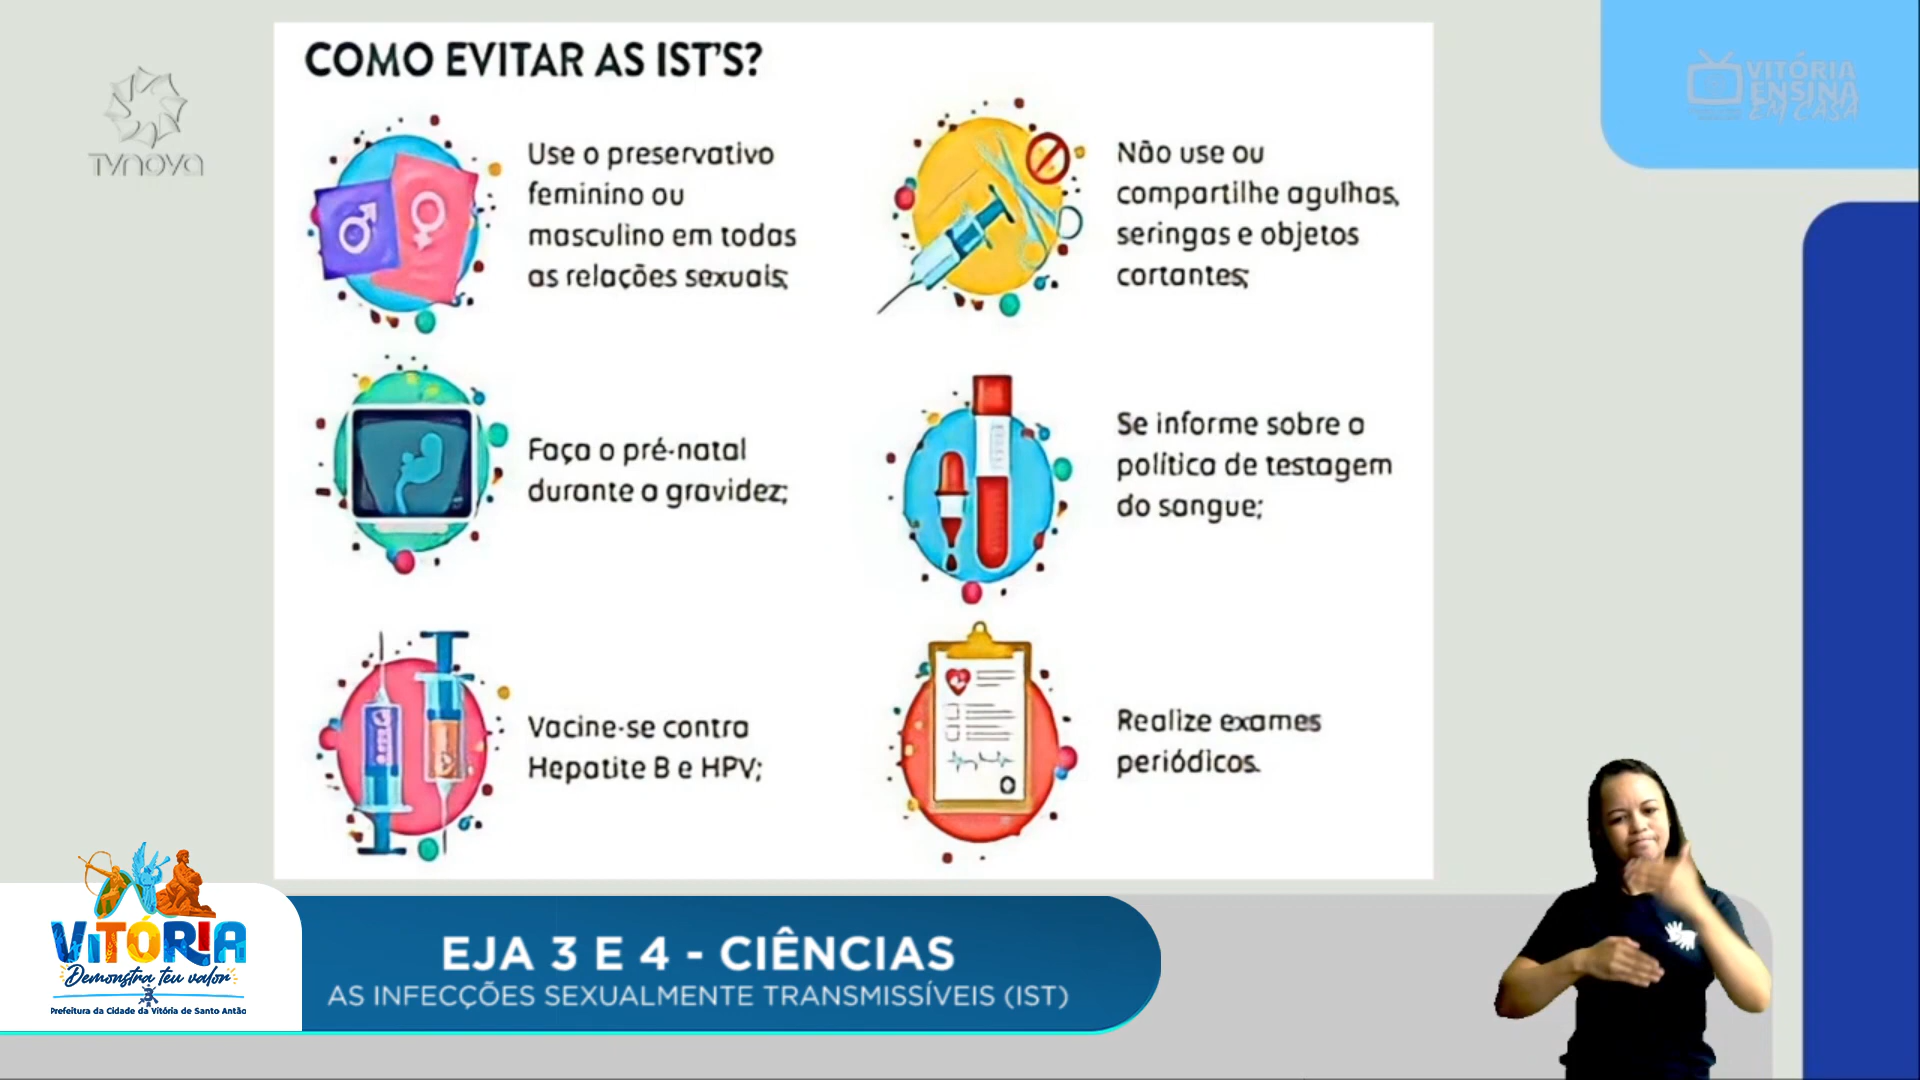 COMO EVITAR AS IST'S?
Use o preservativo
feminino ou
masculino em todas
as relações sexuais;
Não use ou
compartilhe agulhas,
seringas e objetos
cortantes;
Faça o pré-natal
durante a gravidez;
Se informe sobre a
política de testagem
do sangue;
Vacine-se contra
Hepatite B e HPV;
Realize exames
periódicos.
TVNOVA
VITÓRIA
ENSINA
EM CASA
VITÓRIA
Demonstra teu valor
Prefeitura da Cidade da Vitória de Santo Antão
EJA 3 E 4 - CIÊNCIAS
AS INFECÇÕES SEXUALMENTE TRANSMISSÍVEIS (IST)